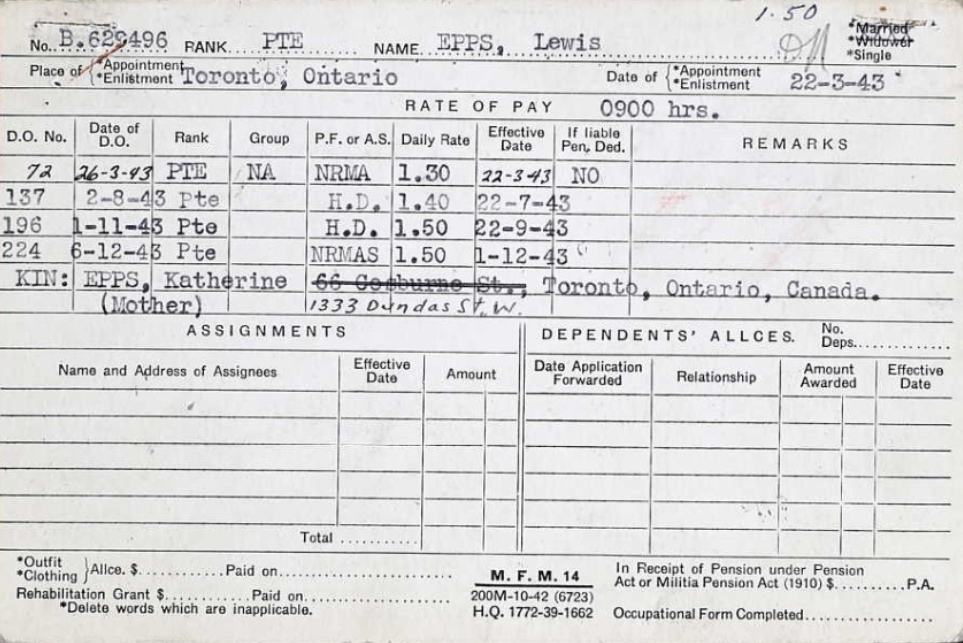 1.50
No. B.629496 RANK PTE NAME EPPS, Lewis *Married *Widower *Single
Place of { *Appointment *Enlistment Toronto, Ontario Date of { *Appointment *Enlistment 22-3-43
RATE OF PAY 0900 hrs.
D.O. No. Date of D.O. Rank Group P.F. or A.S. Daily Rate Effective Date If liable Pen. Ded. REMARKS
72 26-3-43 PTE NA NRMA 1.30 22-3-43 NO
137 2-8-43 Pte H.D. 1.40 22-7-43
196 1-11-43 Pte H.D. 1.50 22-9-43
224 6-12-43 Pte NRMAS 1.50 1-12-43
KIN: EPPS, Katherine 66 Gosburne St., Toronto, Ontario, Canada.
(Mother) 1333 Dundas St. W.
ASSIGNMENTS DEPENDENTS' ALLCES. No. Deps.
Name and Address of Assignees Effective Date Amount Date Application Forwarded Relationship Amount Awarded Effective Date
Total
*Outfit *Clothing } Allce. $ Paid on
Rehabilitation Grant $ Paid on
*Delete words which are inapplicable.
M. F. M. 14
200M-10-42 (6723)
H.Q. 1772-39-1662
In Receipt of Pension under Pension
Act or Militia Pension Act (1910) $ P.A.
Occupational Form Completed